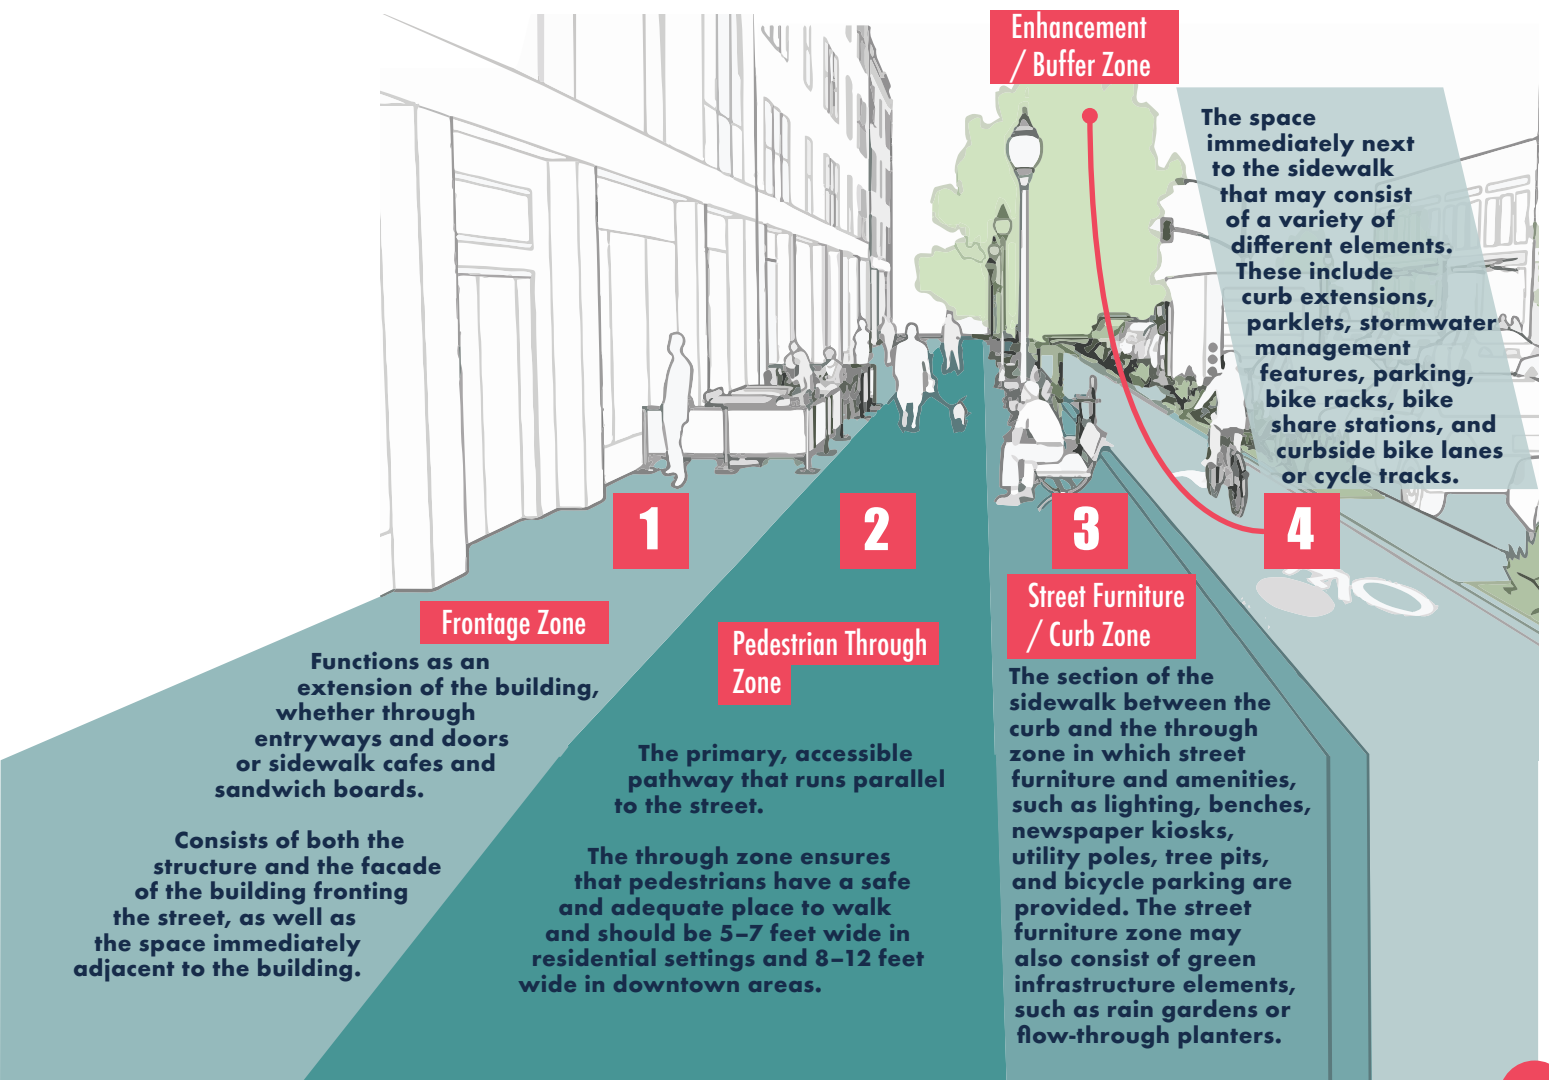 Enhancement
/ Buffer Zone
The space
immediately next
to the sidewalk
that may consist
of a variety of
different elements.
These include
curb extensions,
parklets, stormwater
management
features, parking,
bike racks, bike
share stations, and
curbside bike lanes
or cycle tracks.
1
2
3
4
Frontage Zone
Functions as an
extension of the building,
whether through
entryways and doors
or sidewalk cafes and
sandwich boards.
Consists of both the
structure and the facade
of the building fronting
the street, as well as
the space immediately
adjacent to the building.
Pedestrian Through
Zone
The primary, accessible
pathway that runs parallel
to the street.
The through zone ensures
that pedestrians have a safe
and adequate place to walk
and should be 5–7 feet wide in
residential settings and 8–12 feet
wide in downtown areas.
Street Furniture
/ Curb Zone
The section of the
sidewalk between the
curb and the through
zone in which street
furniture and amenities,
such as lighting, benches,
newspaper kiosks,
utility poles, tree pits,
and bicycle parking are
provided. The street
furniture zone may
also consist of green
infrastructure elements,
such as rain gardens or
flow-through planters.